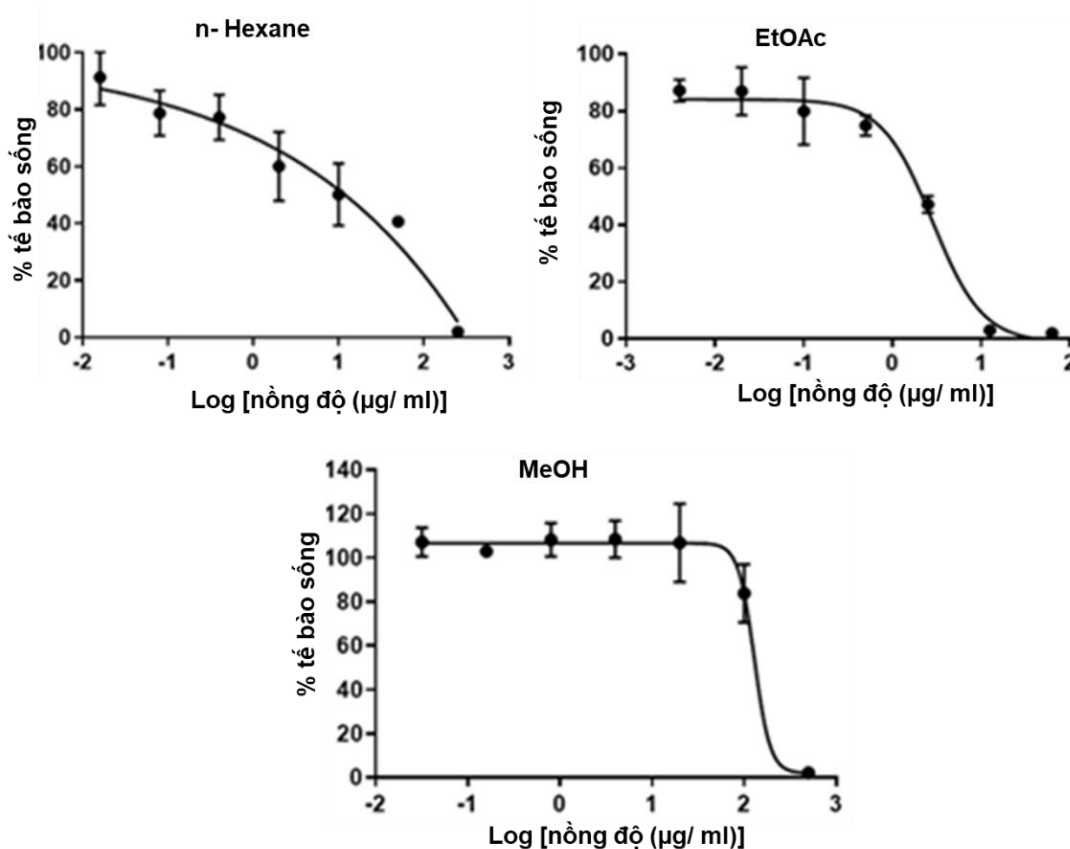 n- Hexane
100
80
60
40
20
0
-2 -1 0 1 2 3
% tế bào sống
Log [nồng độ (µg/ ml)]
EtOAc
100
80
60
40
20
0
-3 -2 -1 0 1 2
% tế bào sống
Log [nồng độ (µg/ ml)]
MeOH
140
120
100
80
60
40
20
0
-2 -1 0 1 2 3
% tế bào sống
Log [nồng độ (µg/ ml)]